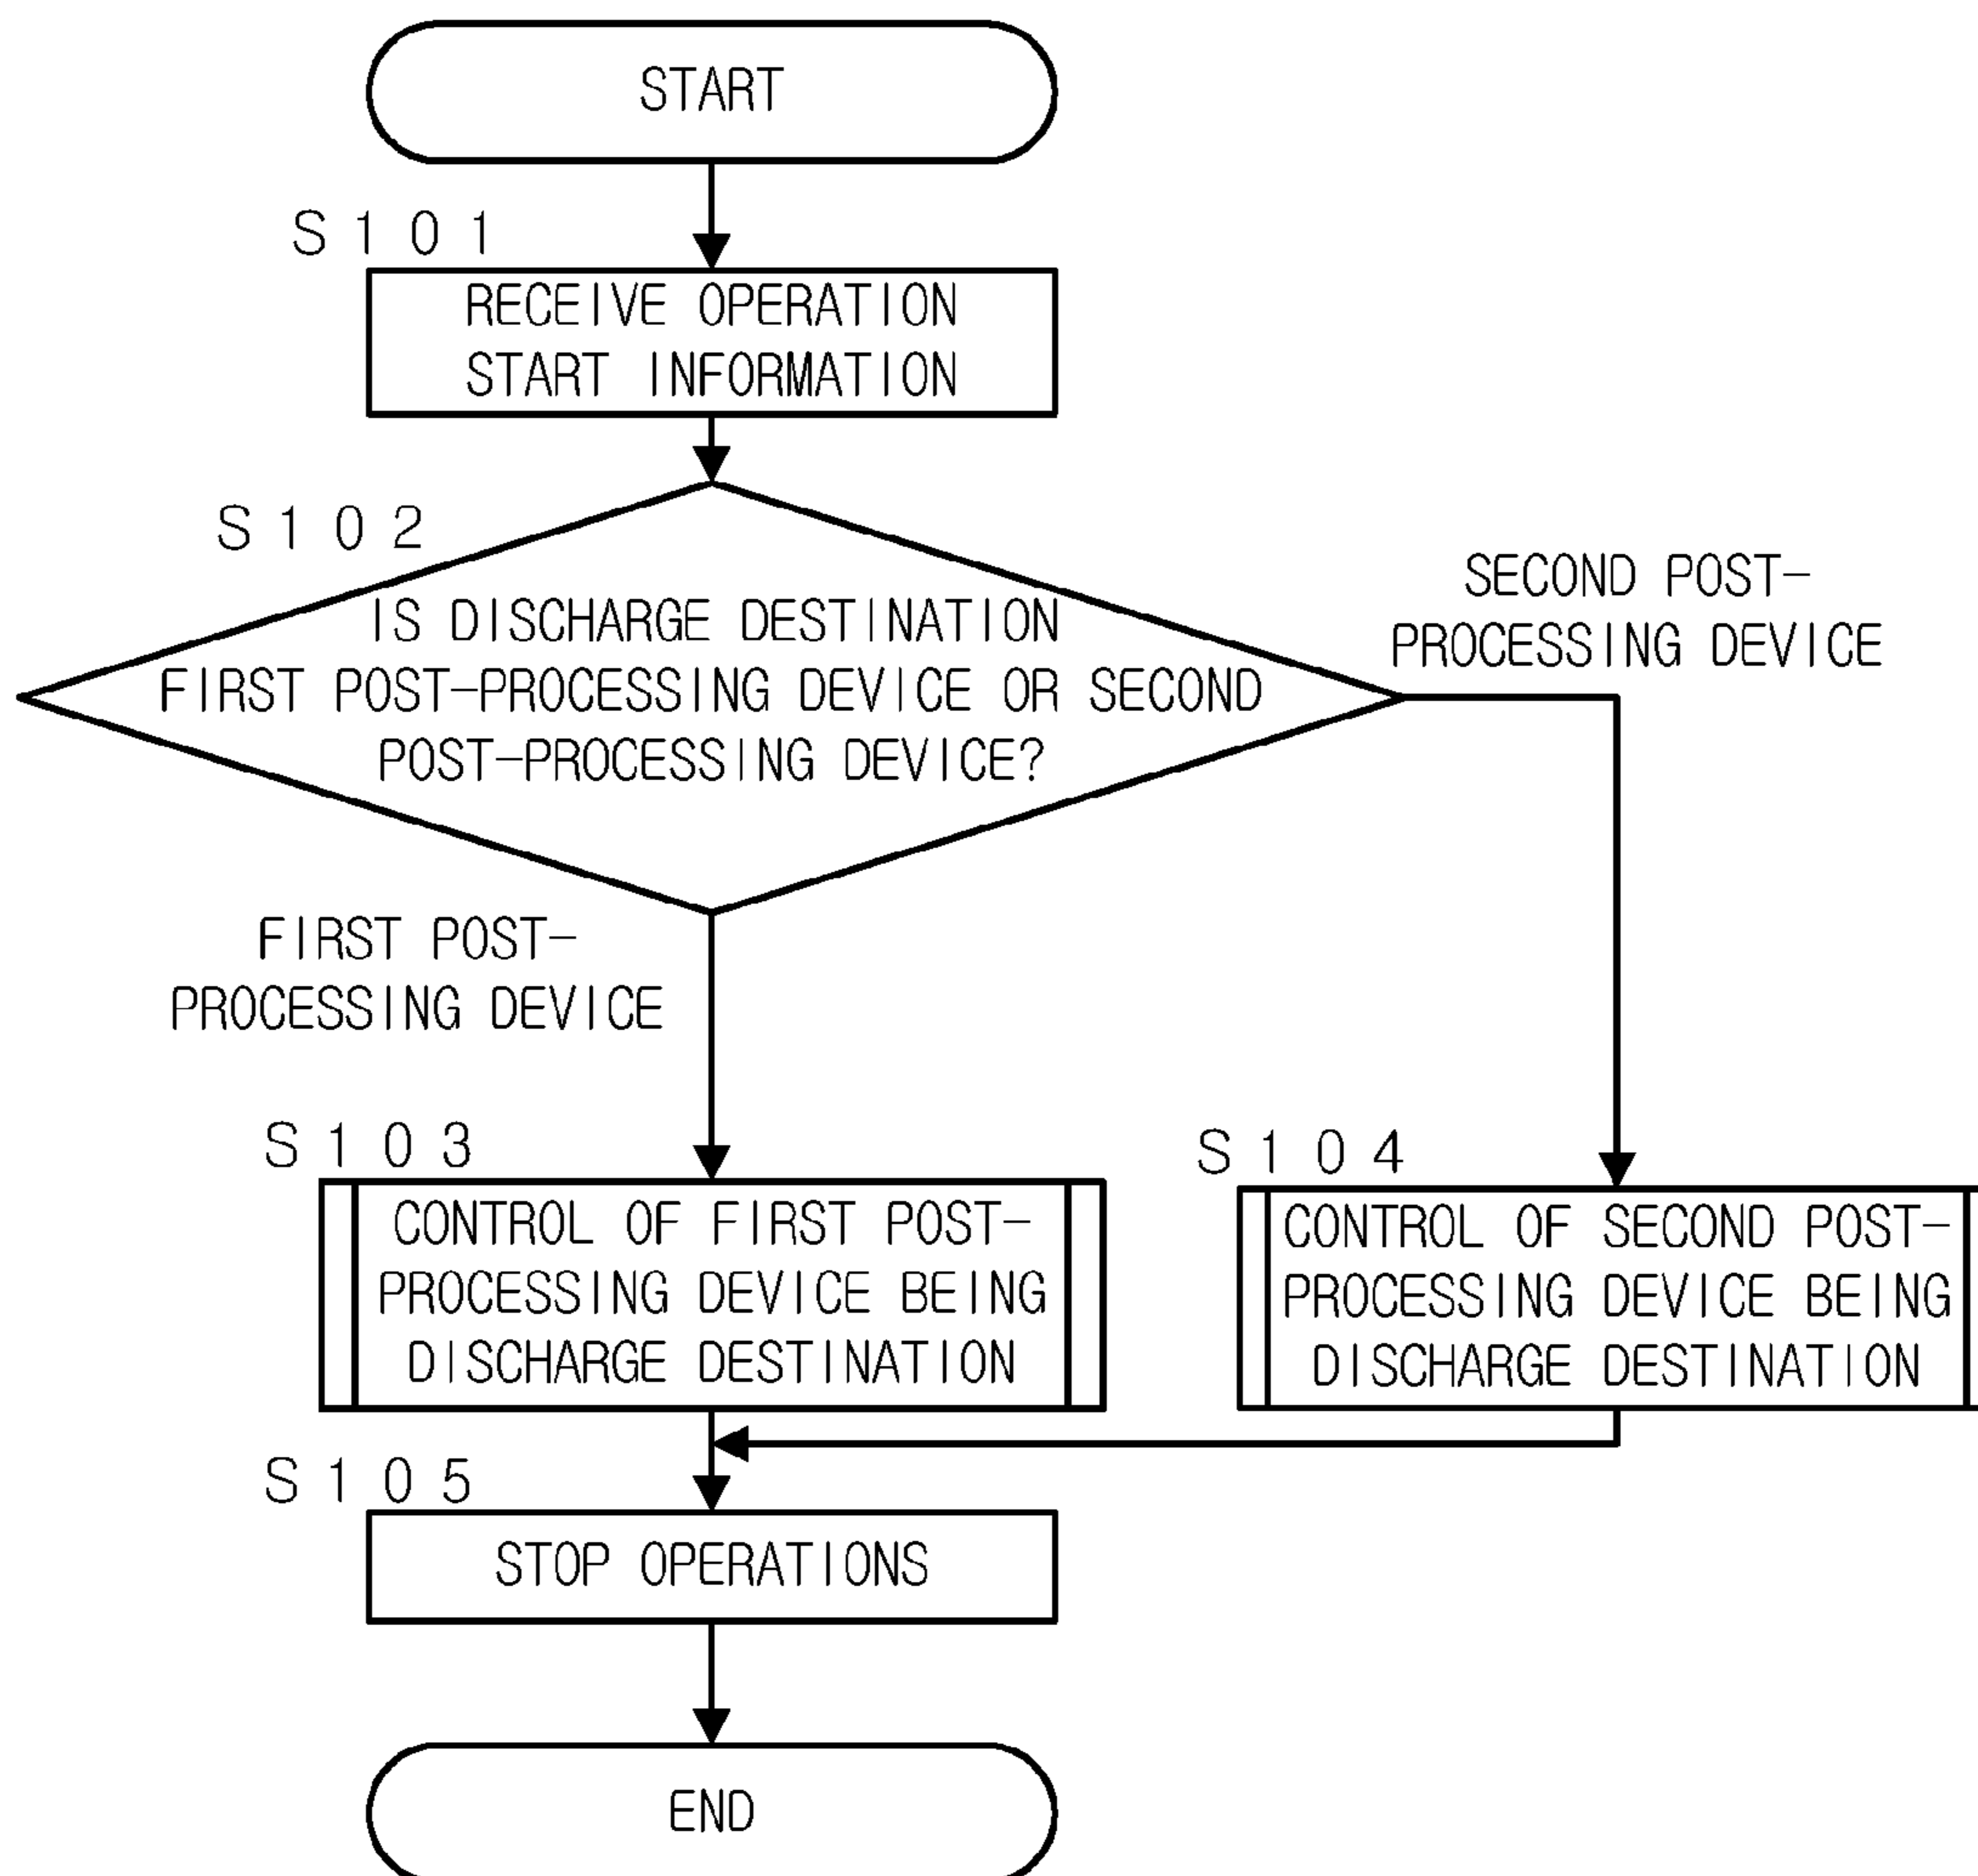 START
S101
RECEIVE OPERATION
START INFORMATION
S102
IS DISCHARGE DESTINATION
FIRST POST-PROCESSING DEVICE OR SECOND
POST-PROCESSING DEVICE?
SECOND POST-
PROCESSING DEVICE
FIRST POST-
PROCESSING DEVICE
S103
CONTROL OF FIRST POST-
PROCESSING DEVICE BEING
DISCHARGE DESTINATION
S104
CONTROL OF SECOND POST-
PROCESSING DEVICE BEING
DISCHARGE DESTINATION
S105
STOP OPERATIONS
END